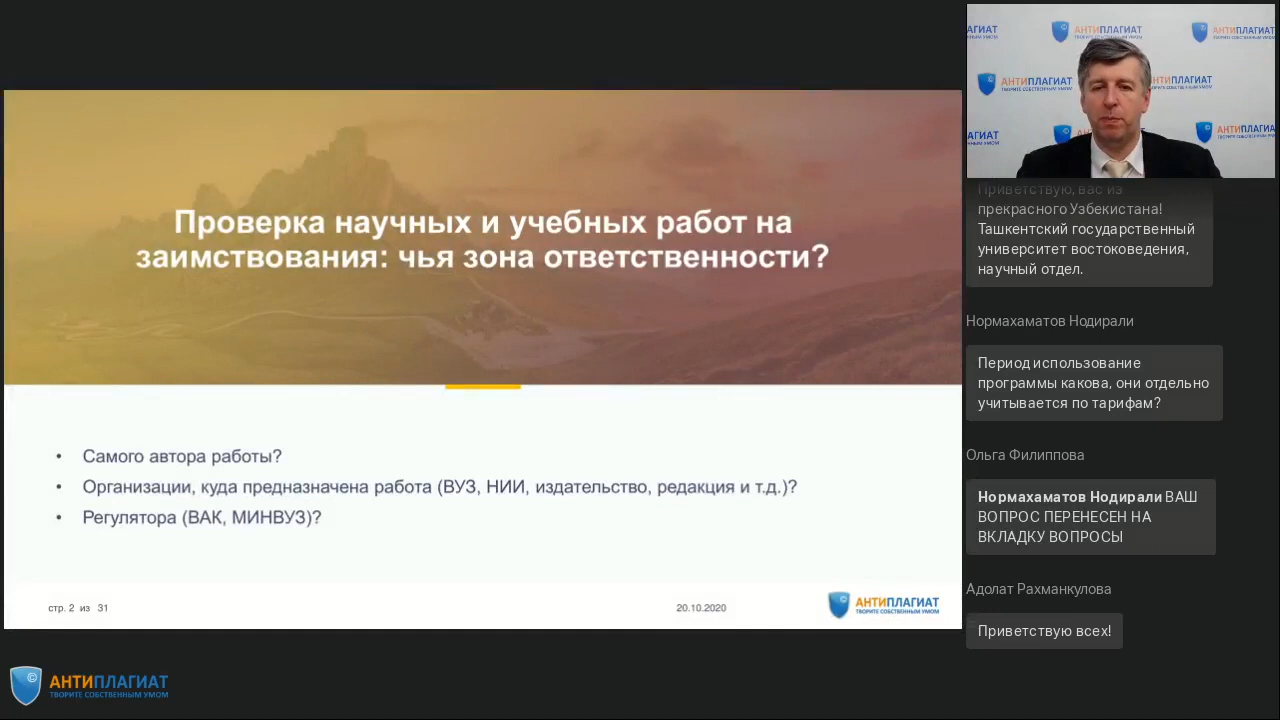 Проверка научных и учебных работ на
заимствования: чья зона ответственности?
• Самого автора работы?
• Организации, куда предназначена работа (ВУЗ, НИИ, издательство, редакция и т.д.)?
• Регулятора (ВАК, МИНВУЗ)?
стр. 2 из 31
20.10.2020
АНТИПЛАГИАТ
ТВОРИТЕ СОБСТВЕННЫМ УМОМ
©
АНТИПЛАГИАТ
ТВОРИТЕ СОБСТВЕННЫМ УМОМ
АНТИПЛАГИАТ
АНТИПЛАГИАТ
АНТИПЛАГИАТ
Приветствую, вас из
прекрасного Узбекистана!
Ташкентский государственный
университет востоковедения,
научный отдел.
Нормахаматов Нодирали
Период использование
программы какова, они отдельно
учитывается по тарифам?
Ольга Филиппова
Нормахаматов Нодирали ВАШ
ВОПРОС ПЕРЕНЕСЕН НА
ВКЛАДКУ ВОПРОСЫ
Адолат Рахманкулова
Приветствую всех!